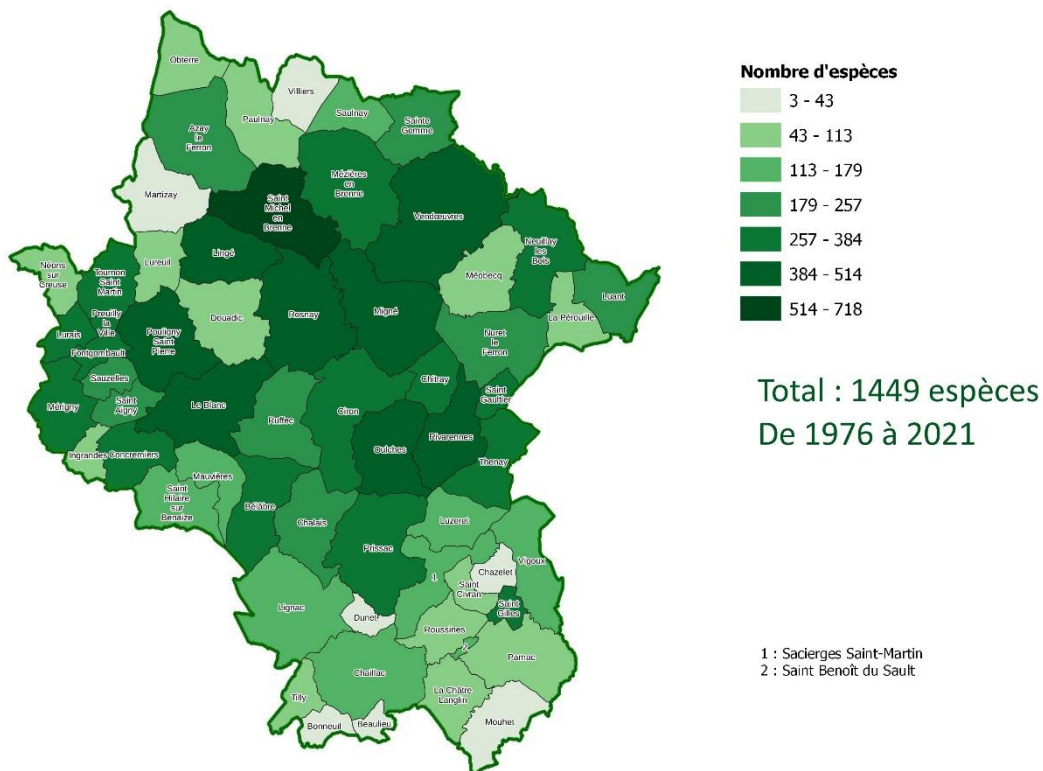 Obterre
Villiers
Paulnay
Saulnay
Sainte
Gemme
Azay
le
Ferron
Mézières
en
Brenne
Martizay
Saint
Michel
en
Brenne
Vendœuvres
Lingé
Neuillay
les
Bois
Néons
sur
Creuse
Tournon
Saint
Martin
Luréuil
Méobecq
Luant
Preuilly
la
Ville
Douadic
Rosnay
Migné
La Pérouille
Lurais
Pouligny
Saint
Pierre
Nuret
le
Ferron
Fontgombault
Sauzelles
Chitray
Saint
Gaultier
Mérigny
Saint
Aigny
Le Blanc
Ruffec
Ciron
Oulches
Rivarennes
Thenay
Ingrandes
Concremiers
Mauvières
Saint
Hilaire
sur
Benaize
Bélâbre
Chalais
Prissac
Luzeret
Vigoux
Chazelet
1
Saint
Civran
Saint
Gilles
Lignac
Dunet
Roussines
2
Parnac
Chaillac
La Châtre
Langlin
Tilly
Bonneuil
Beaulieu
Mouhet
Nombre d'espèces
3 - 43
43 - 113
113 - 179
179 - 257
257 - 384
384 - 514
514 - 718
Total : 1449 espèces
De 1976 à 2021
1 : Sacierges Saint-Martin
2 : Saint Benoît du Sault